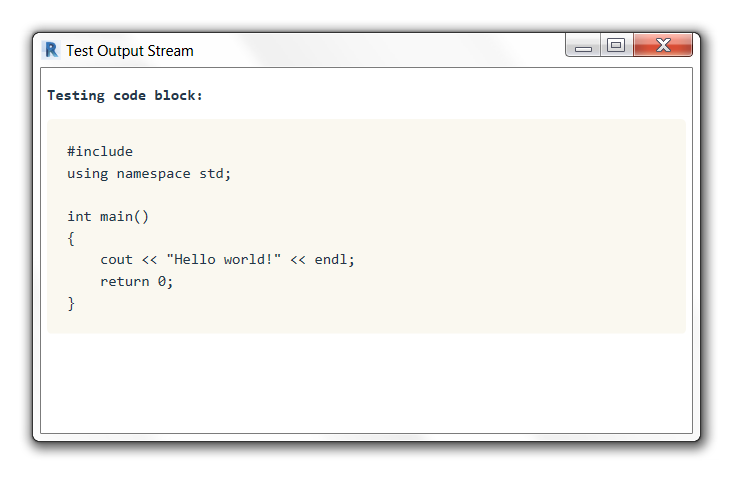 Test Output Stream
Testing code block:
#include
using namespace std;

int main()
{
    cout << "Hello world!" << endl;
    return 0;
}